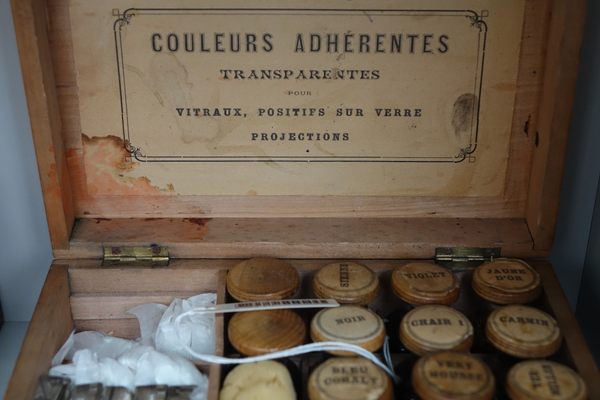 COULEURS ADHÉRENTES
TRANSPARENTES
POUR
VITRAUX, POSITIFS SUR VERRE
PROJECTIONS
SIENNE
VIOLET
JAUNE
D'OR
NOIR
CHAIR 1
CARMIN
BLEU
COBALT
VERT
MOUSSE